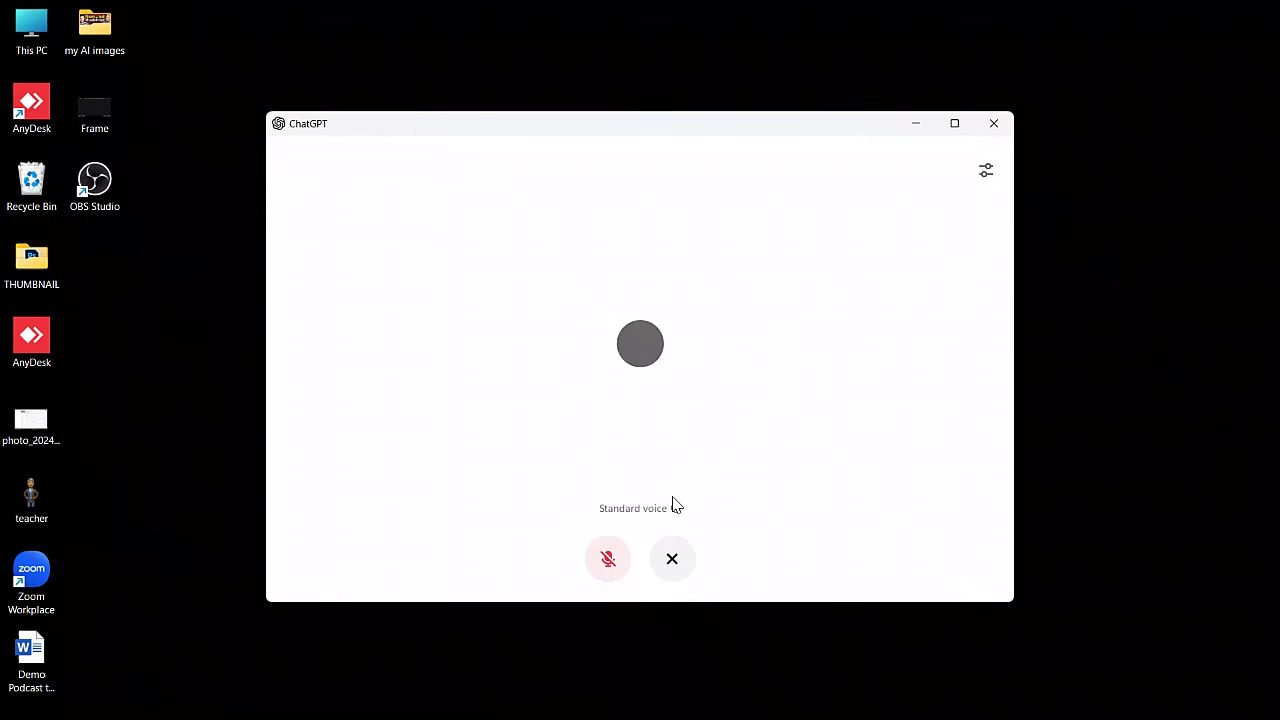 This PC
my AI images
AnyDesk
Frame
Recycle Bin
OBS Studio
THUMBNAIL
AnyDesk
photo_2024...
teacher
zoom
Zoom
Workplace
W
Demo
Podcast t...
ChatGPT
Standard voice